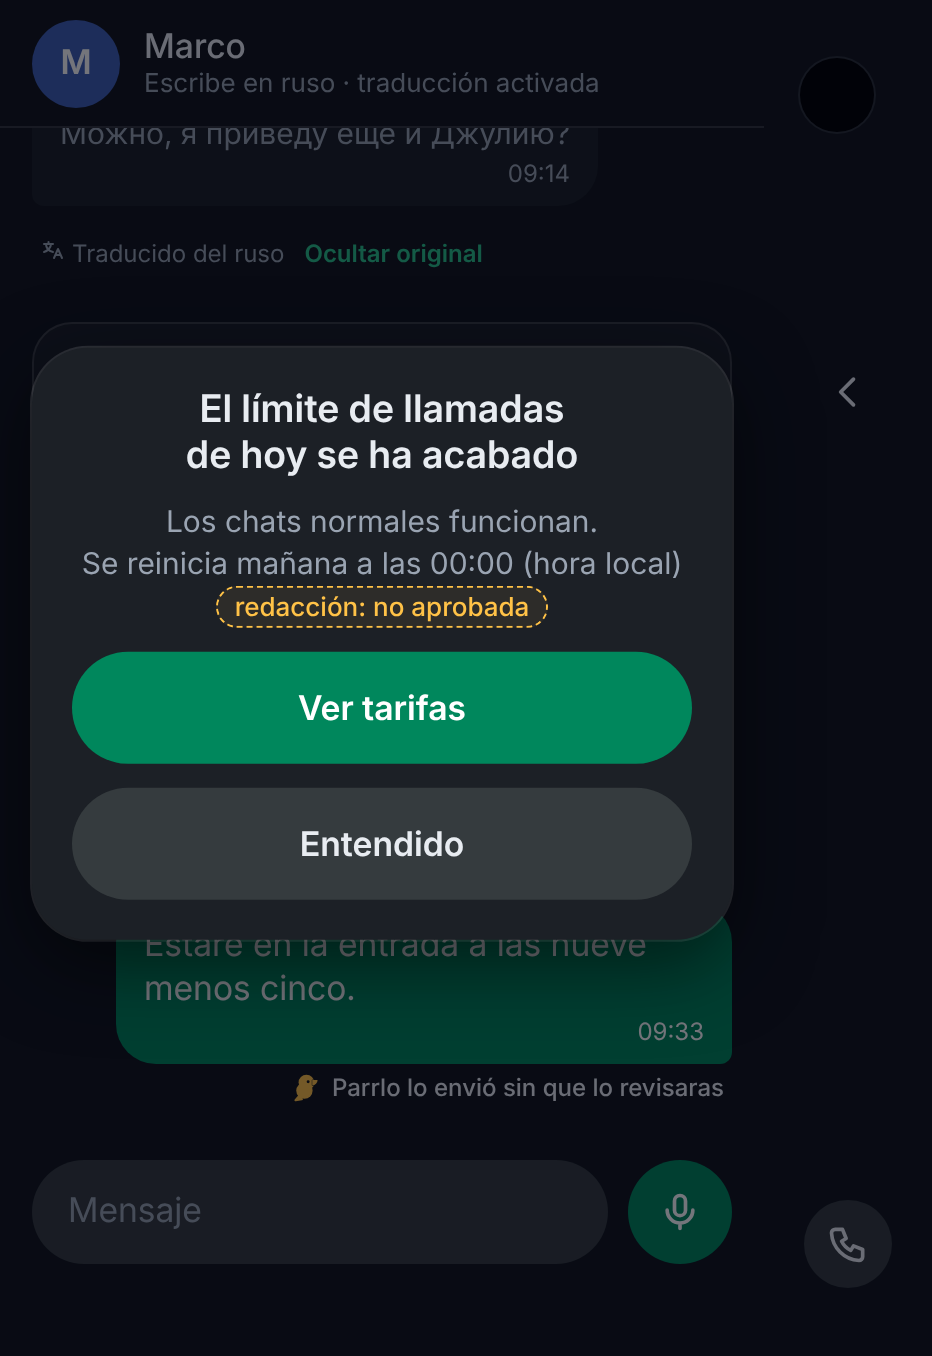 M
Marco
Escribe en ruso · traducción activada
Можно, я приведу еще и Джулию?
09:14
Traducido del ruso Ocultar original
El límite de llamadas
de hoy se ha acabado
Los chats normales funcionan.
Se reinicia mañana a las 00:00 (hora local)
redacción: no aprobada
Ver tarifas
Entendido
Estaré en la entrada a las nueve
menos cinco.
09:33
Parrlo lo envió sin que lo revisaras
Mensaje